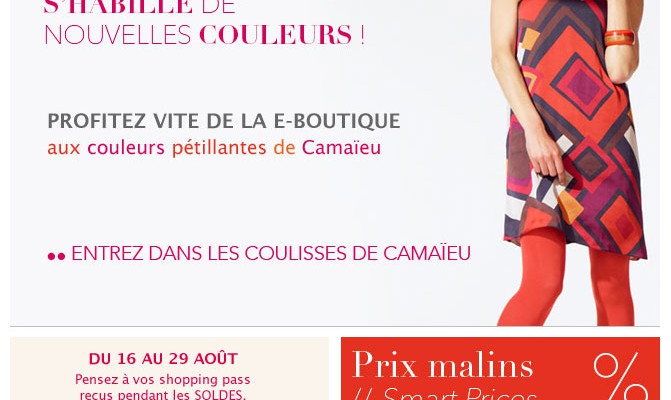 S'HABILLE DE
NOUVELLES COULEURS !
PROFITEZ VITE DE LA E-BOUTIQUE
aux couleurs pétillantes de Camaïeu
•• ENTREZ DANS LES COULISSES DE CAMAÏEU
DU 16 AU 29 AOÛT
Pensez à vos shopping pass
reçus pendant les SOLDES.
Prix malins
// Smart Prices
%